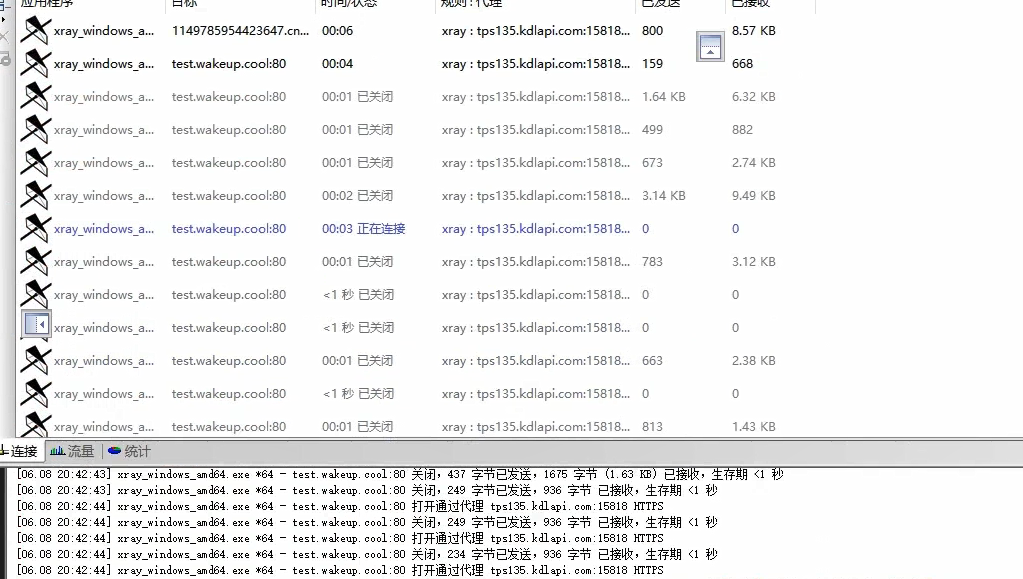 应用程序 目标 时间/状态 规则 : 代理 已发送 已接收
xray_windows_a... 1149785954423647.cn... 00:06 xray : tps135.kdlapi.com:15818... 800 8.57 KB
xray_windows_a... test.wakeup.cool:80 00:04 xray : tps135.kdlapi.com:15818... 159 668
xray_windows_a... test.wakeup.cool:80 00:01 已关闭 xray : tps135.kdlapi.com:15818... 1.64 KB 6.32 KB
xray_windows_a... test.wakeup.cool:80 00:01 已关闭 xray : tps135.kdlapi.com:15818... 499 882
xray_windows_a... test.wakeup.cool:80 00:01 已关闭 xray : tps135.kdlapi.com:15818... 673 2.74 KB
xray_windows_a... test.wakeup.cool:80 00:02 已关闭 xray : tps135.kdlapi.com:15818... 3.14 KB 9.49 KB
xray_windows_a... test.wakeup.cool:80 00:03 正在连接 xray : tps135.kdlapi.com:15818... 0 0
xray_windows_a... test.wakeup.cool:80 00:01 已关闭 xray : tps135.kdlapi.com:15818... 783 3.12 KB
xray_windows_a... test.wakeup.cool:80 <1 秒 已关闭 xray : tps135.kdlapi.com:15818... 0 0
xray_windows_a... test.wakeup.cool:80 <1 秒 已关闭 xray : tps135.kdlapi.com:15818... 0 0
xray_windows_a... test.wakeup.cool:80 00:01 已关闭 xray : tps135.kdlapi.com:15818... 663 2.38 KB
xray_windows_a... test.wakeup.cool:80 <1 秒 已关闭 xray : tps135.kdlapi.com:15818... 0 0
xray_windows_a... test.wakeup.cool:80 00:01 已关闭 xray : tps135.kdlapi.com:15818... 813 1.43 KB
连接 流量 统计
[06.08 20:42:43] xray_windows_amd64.exe *64 - test.wakeup.cool:80 关闭，437 字节已发送，1675 字节 (1.63 KB) 已接收，生存期 <1 秒
[06.08 20:42:43] xray_windows_amd64.exe *64 - test.wakeup.cool:80 关闭，249 字节已发送，936 字节 已接收，生存期 <1 秒
[06.08 20:42:44] xray_windows_amd64.exe *64 - test.wakeup.cool:80 打开通过代理 tps135.kdlapi.com:15818 HTTPS
[06.08 20:42:44] xray_windows_amd64.exe *64 - test.wakeup.cool:80 关闭，249 字节已发送，936 字节 已接收，生存期 <1 秒
[06.08 20:42:44] xray_windows_amd64.exe *64 - test.wakeup.cool:80 打开通过代理 tps135.kdlapi.com:15818 HTTPS
[06.08 20:42:44] xray_windows_amd64.exe *64 - test.wakeup.cool:80 关闭，234 字节已发送，936 字节 已接收，生存期 <1 秒
[06.08 20:42:44] xray_windows_amd64.exe *64 - test.wakeup.cool:80 打开通过代理 tps135.kdlapi.com:15818 HTTPS